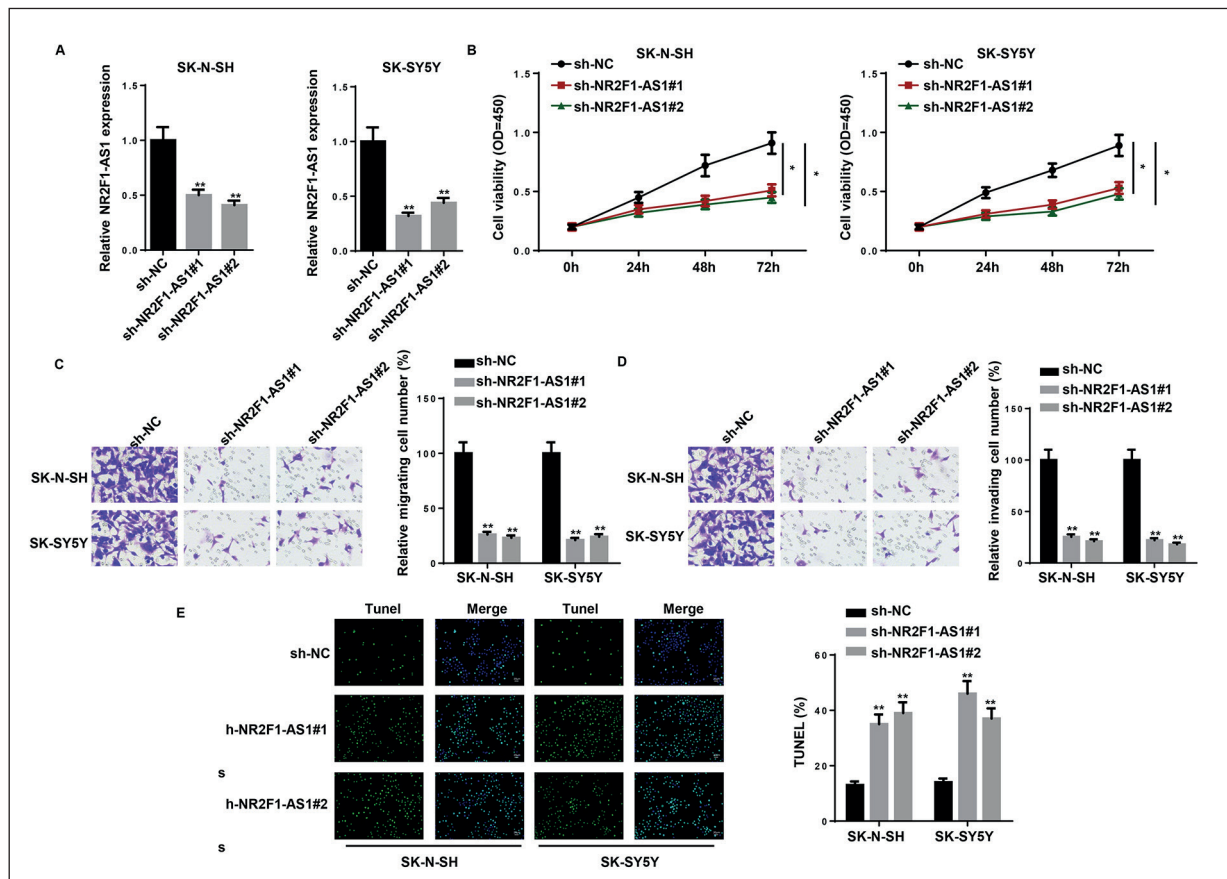 A
SK-N-SH
Relative NR2F1-AS1 expression
1.5
1.0
0.5
0.0
**
**
sh-NC
sh-NR2F1-AS1#1
sh-NR2F1-AS1#2
SK-SY5Y
Relative NR2F1-AS1 expression
1.5
1.0
0.5
0.0
**
**
sh-NC
sh-NR2F1-AS1#1
sh-NR2F1-AS1#2
B
SK-N-SH
sh-NC
sh-NR2F1-AS1#1
sh-NR2F1-AS1#2
Cell viability (OD=450)
1.5
1.0
0.5
0.0
0h 24h 48h 72h
*
*
SK-SY5Y
sh-NC
sh-NR2F1-AS1#1
sh-NR2F1-AS1#2
Cell viability (OD=450)
1.5
1.0
0.5
0.0
0h 24h 48h 72h
*
*
C
sh-NC
sh-NR2F1-AS1#1
sh-NR2F1-AS1#2
SK-N-SH
SK-SY5Y
sh-NC
sh-NR2F1-AS1#1
sh-NR2F1-AS1#2
Relative migrating cell number (%)
150
100
50
0
** **
** **
SK-N-SH SK-SY5Y
D
sh-NC
sh-NR2F1-AS1#1
sh-NR2F1-AS1#2
SK-N-SH
SK-SY5Y
sh-NC
sh-NR2F1-AS1#1
sh-NR2F1-AS1#2
Relative invading cell number (%)
150
100
50
0
** **
** **
SK-N-SH SK-SY5Y
E
Tunel Merge Tunel Merge
sh-NC
h-NR2F1-AS1#1
s
h-NR2F1-AS1#2
s
SK-N-SH SK-SY5Y
sh-NC
sh-NR2F1-AS1#1
sh-NR2F1-AS1#2
TUNEL (%)
60
40
20
0
** **
** **
SK-N-SH SK-SY5Y